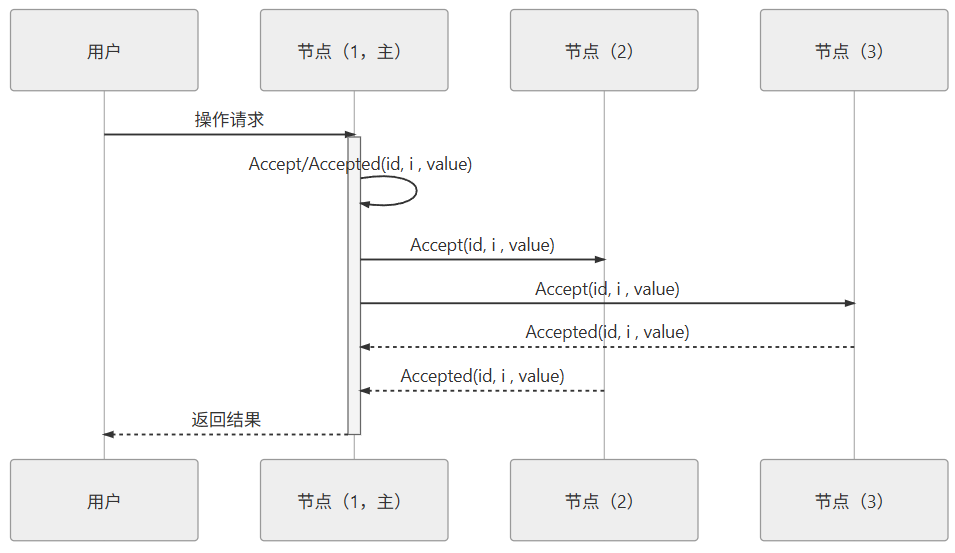 用户
节点（1，主）
节点（2）
节点（3）
操作请求
Accept/Accepted(id, i , value)
Accept(id, i , value)
Accept(id, i , value)
Accepted(id, i , value)
Accepted(id, i , value)
返回结果
用户
节点（1，主）
节点（2）
节点（3）